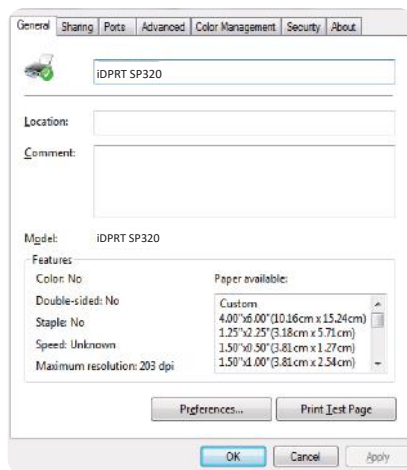 General Sharing Ports Advanced Color Management Security About
iDPRT SP320
Location:
Comment:
Model: iDPRT SP320
Features
Color: No
Double-sided: No
Staple: No
Speed: Unknown
Maximum resolution: 203 dpi
Paper available:
Custom
4.00"x6.00"(10.16cm x 15.24cm)
1.25"x2.25"(3.18cm x 5.71cm)
1.50"x0.50"(3.81cm x 1.27cm)
1.50"x1.00"(3.81cm x 2.54cm)
Preferences... Print Test Page
OK Cancel Apply